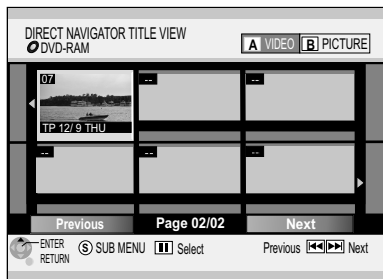 DIRECT NAVIGATOR TITLE VIEW
DVD-RAM
A VIDEO B PICTURE
07 -- --
TP 12/ 9 THU
-- -- --
Previous Page 02/02 Next
ENTER
RETURN
S SUB MENU Select Previous Next